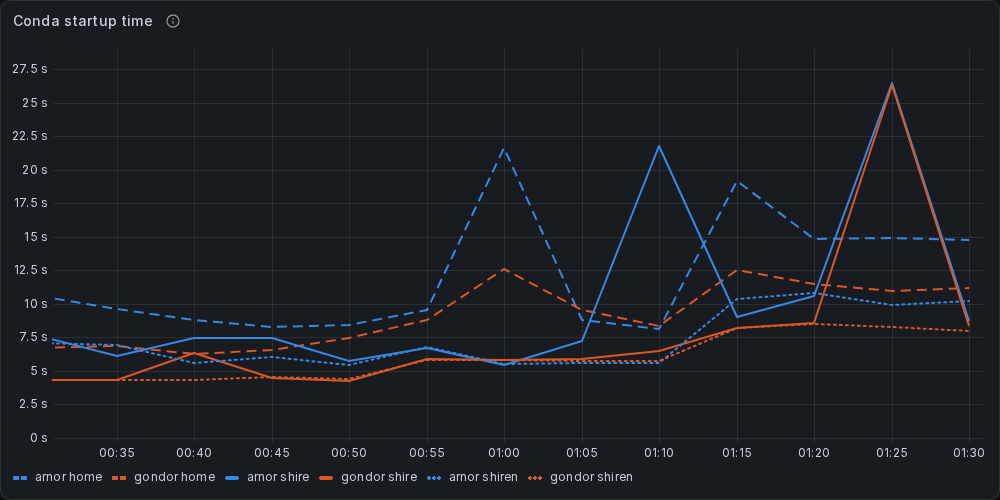 Conda startup time
27.5 s
25 s
22.5 s
20 s
17.5 s
15 s
12.5 s
10 s
7.5 s
5 s
2.5 s
0 s
00:35 00:40 00:45 00:50 00:55 01:00 01:05 01:10 01:15 01:20 01:25 01:30
arnor home gondor home arnor shire gondor shire arnor shiren gondor shiren